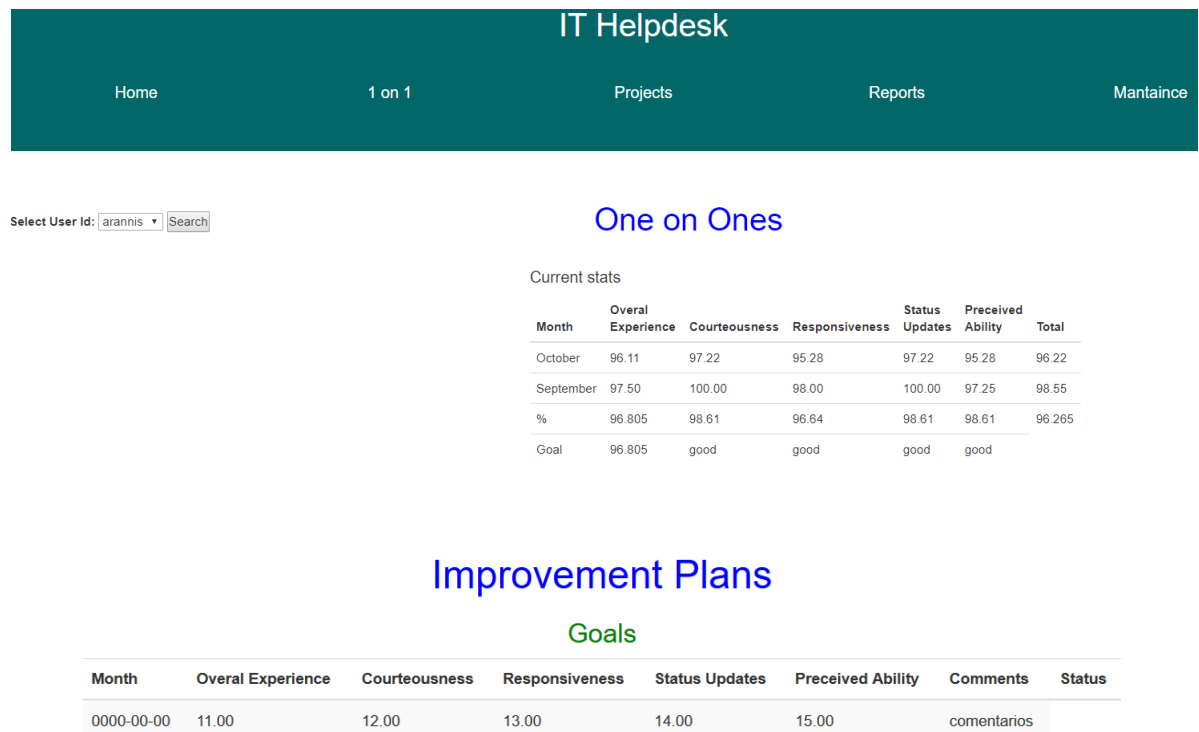 IT Helpdesk
Home 1 on 1 Projects Reports Mantaince
Select User Id: arannis Search
One on Ones
Current stats
Month Overal Experience Courteousness Responsiveness Status Updates Preceived Ability Total
October 96.11 97.22 95.28 97.22 95.28 96.22
September 97.50 100.00 98.00 100.00 97.25 98.55
% 96.805 98.61 96.64 98.61 98.61 96.265
Goal 96.805 good good good good
Improvement Plans
Goals
Month Overal Experience Courteousness Responsiveness Status Updates Preceived Ability Comments Status
0000-00-00 11.00 12.00 13.00 14.00 15.00 comentarios